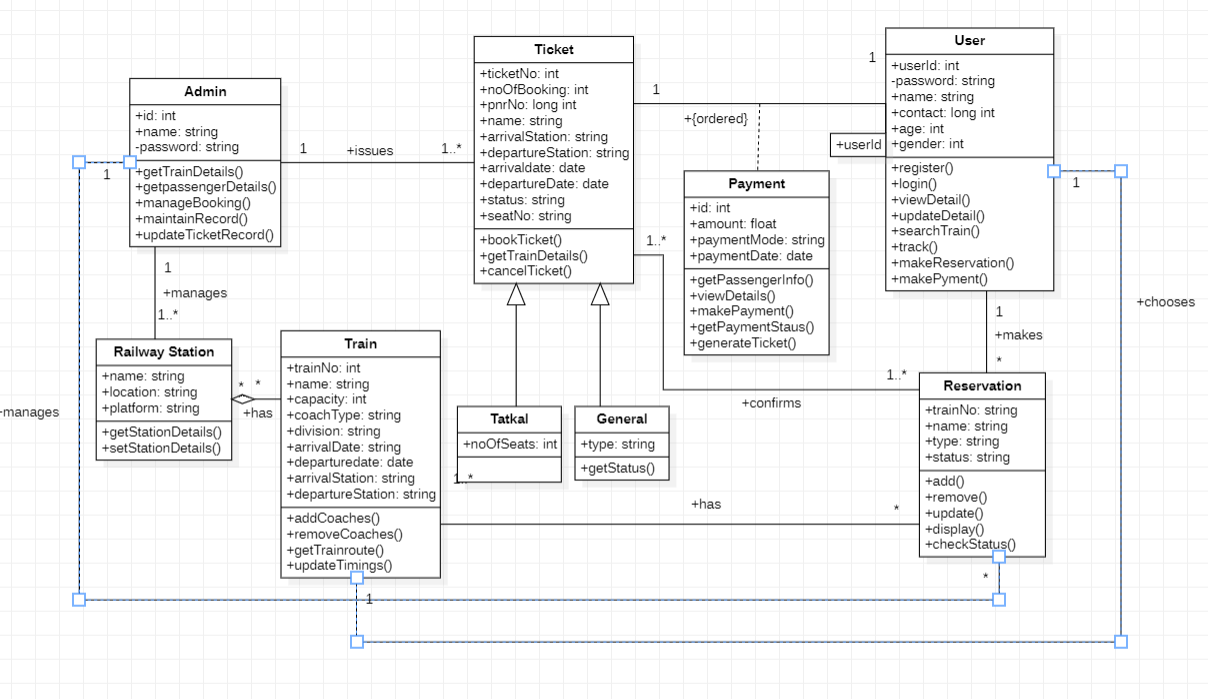 Admin
+id: int
+name: string
-password: string
+getTrainDetails()
+getpassengerDetails()
+manageBooking()
+maintainRecord()
+updateTicketRecord()
1
+issues
1..*
Ticket
+ticketNo: int
+noOfBooking: int
+pnrNo: long int
+name: string
+arrivalStation: string
+departureStation: string
+arrivaldate: date
+departureDate: date
+status: string
+seatNo: string
+bookTicket()
+getTrainDetails()
+cancelTicket()
1
+{ordered}
1
User
+userId: int
-password: string
+name: string
+contact: long int
+age: int
+gender: int
+register()
+login()
+viewDetail()
+updateDetail()
+searchTrain()
+track()
+makeReservation()
+makePyment()
+userId
Payment
+id: int
+amount: float
+paymentMode: string
+paymentDate: date
+getPassengerInfo()
+viewDetails()
+makePayment()
+getPaymentStaus()
+generateTicket()
1
1
1..*
1
+manages
1..*
+chooses
1
+makes
*
Railway Station
+name: string
+location: string
+platform: string
+getStationDetails()
+setStationDetails()
* *
+has
Train
+trainNo: int
+name: string
+capacity: int
+coachType: string
+division: string
+arrivalDate: string
+departuredate: date
+arrivalStation: string
+departureStation: string
+addCoaches()
+removeCoaches()
+getTrainroute()
+updateTimings()
Tatkal
+noOfSeats: int
1..*
General
+type: string
+getStatus()
1..*
+confirms
Reservation
+trainNo: string
+name: string
+type: string
+status: string
+add()
+remove()
+update()
+display()
+checkStatus()
+manages
+has
*
*
1